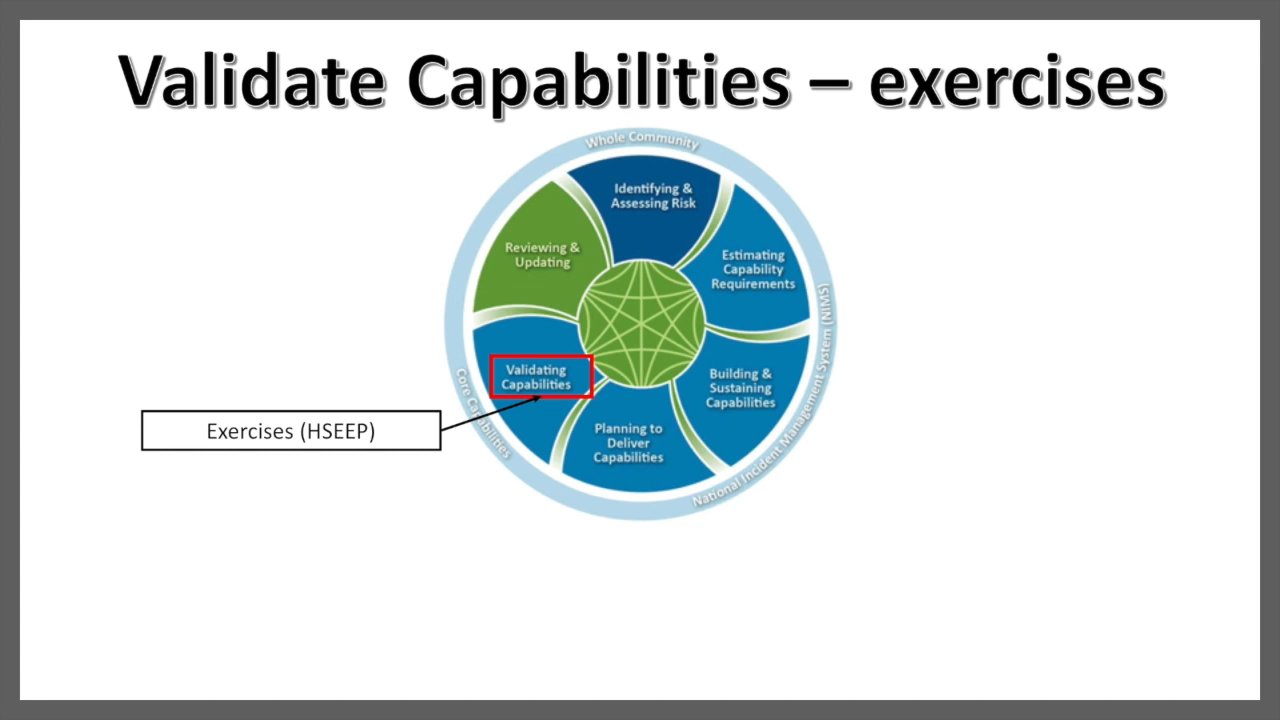 Validate Capabilities – exercises
Whole Community
Identifying &
Assessing Risk
Estimating
Capability
Requirements
Building &
Sustaining
Capabilities
Planning to
Deliver
Capabilities
Validating
Capabilities
Reviewing &
Updating
National Incident Management System (NIMS)
Core Capabilities
Exercises (HSEEP)